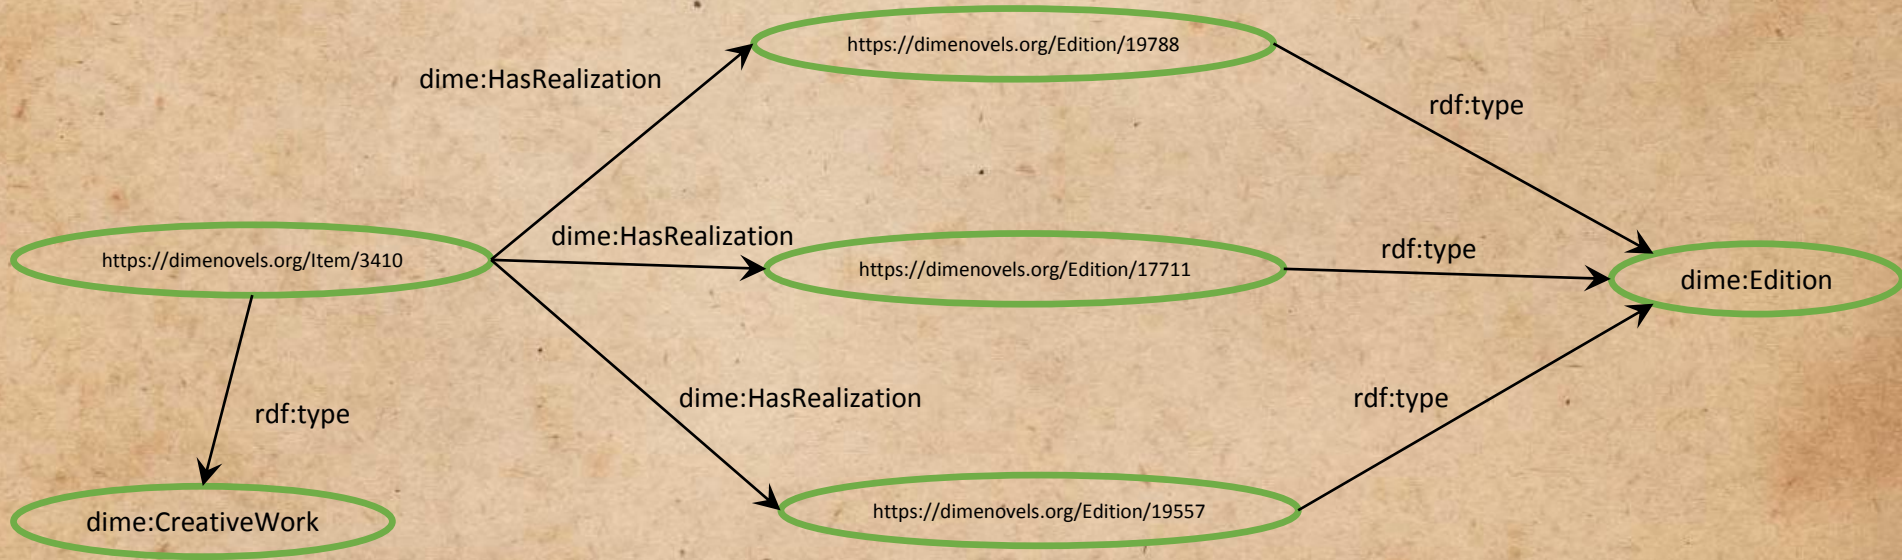 https://dimenovels.org/Edition/19788
dime:HasRealization
rdf:type
dime:HasRealization
rdf:type
https://dimenovels.org/Item/3410
https://dimenovels.org/Edition/17711
dime:Edition
dime:HasRealization
rdf:type
rdf:type
https://dimenovels.org/Edition/19557
dime:CreativeWork